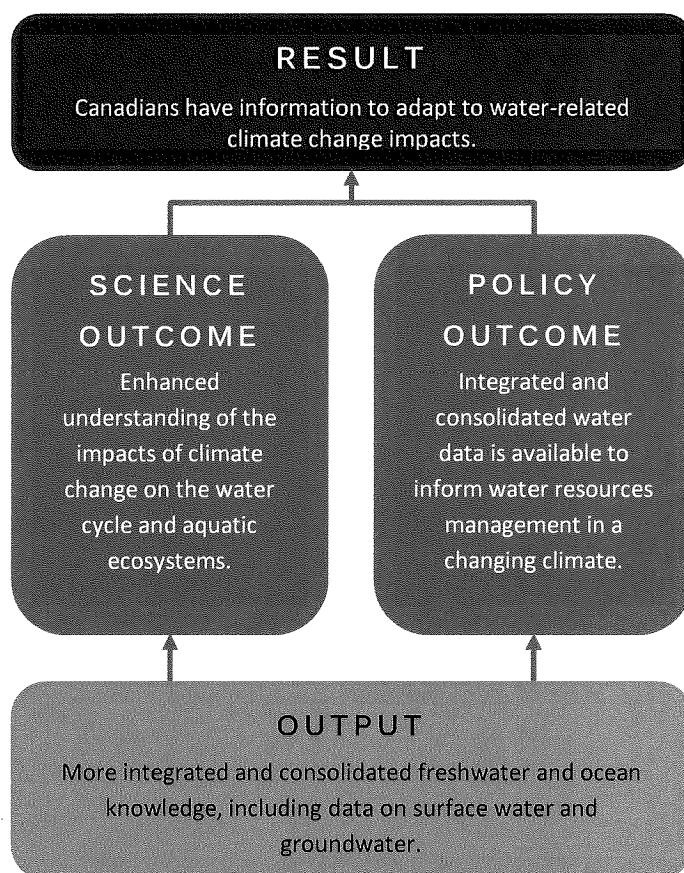 RESULT
Canadians have information to adapt to water-related
climate change impacts.
SCIENCE
OUTCOME
Enhanced
understanding of the
impacts of climate
change on the water
cycle and aquatic
ecosystems.
POLICY
OUTCOME
Integrated and
consolidated water
data is available to
inform water resources
management in a
changing climate.
OUTPUT
More integrated and consolidated freshwater and ocean
knowledge, including data on surface water and
groundwater.